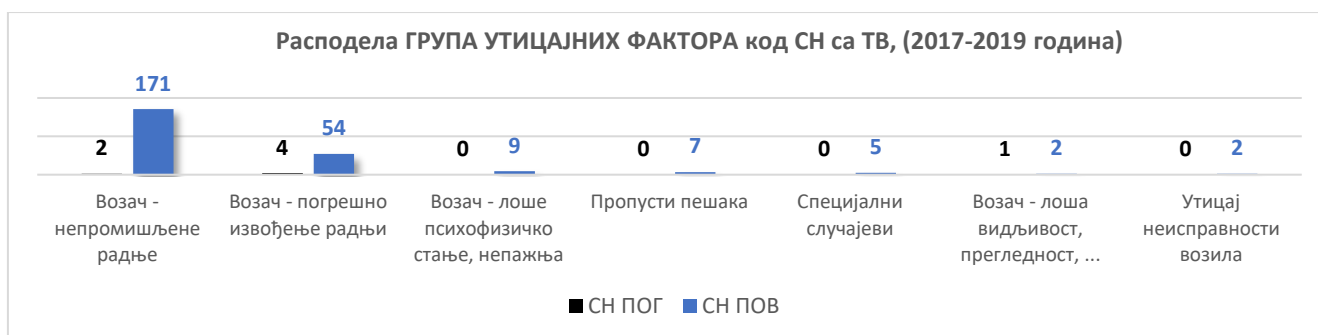 Расподела ГРУПА УТИЦАЈНИХ ФАКТОРА код СН са ТВ, (2017-2019 година)
2 171 4 54 0 9 0 7 0 5 1 2 0 2
Возач -
непромишљене
радње
Возач - погрешно
извођење радњи
Возач - лоше
психофизичко
стање, непажња
Пропусти пешака
Специјални
случајеви
Возач - лоша
видљивост,
прегледност, ...
Утицај
неисправности
возила
СН ПОГ СН ПОВ